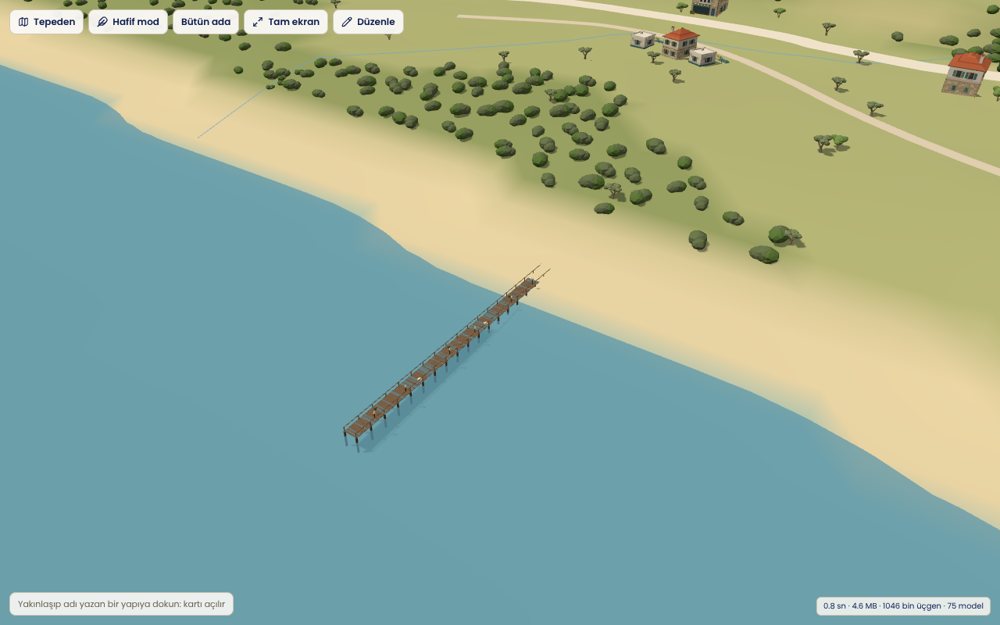 Tepeden
Hafif mod
Bütün ada
Tam ekran
Düzenle
Yakınlaşıp adı yazan bir yapıya dokun: kartı açılır
0.8 sn · 4.6 MB · 1046 bin üçgen · 75 model